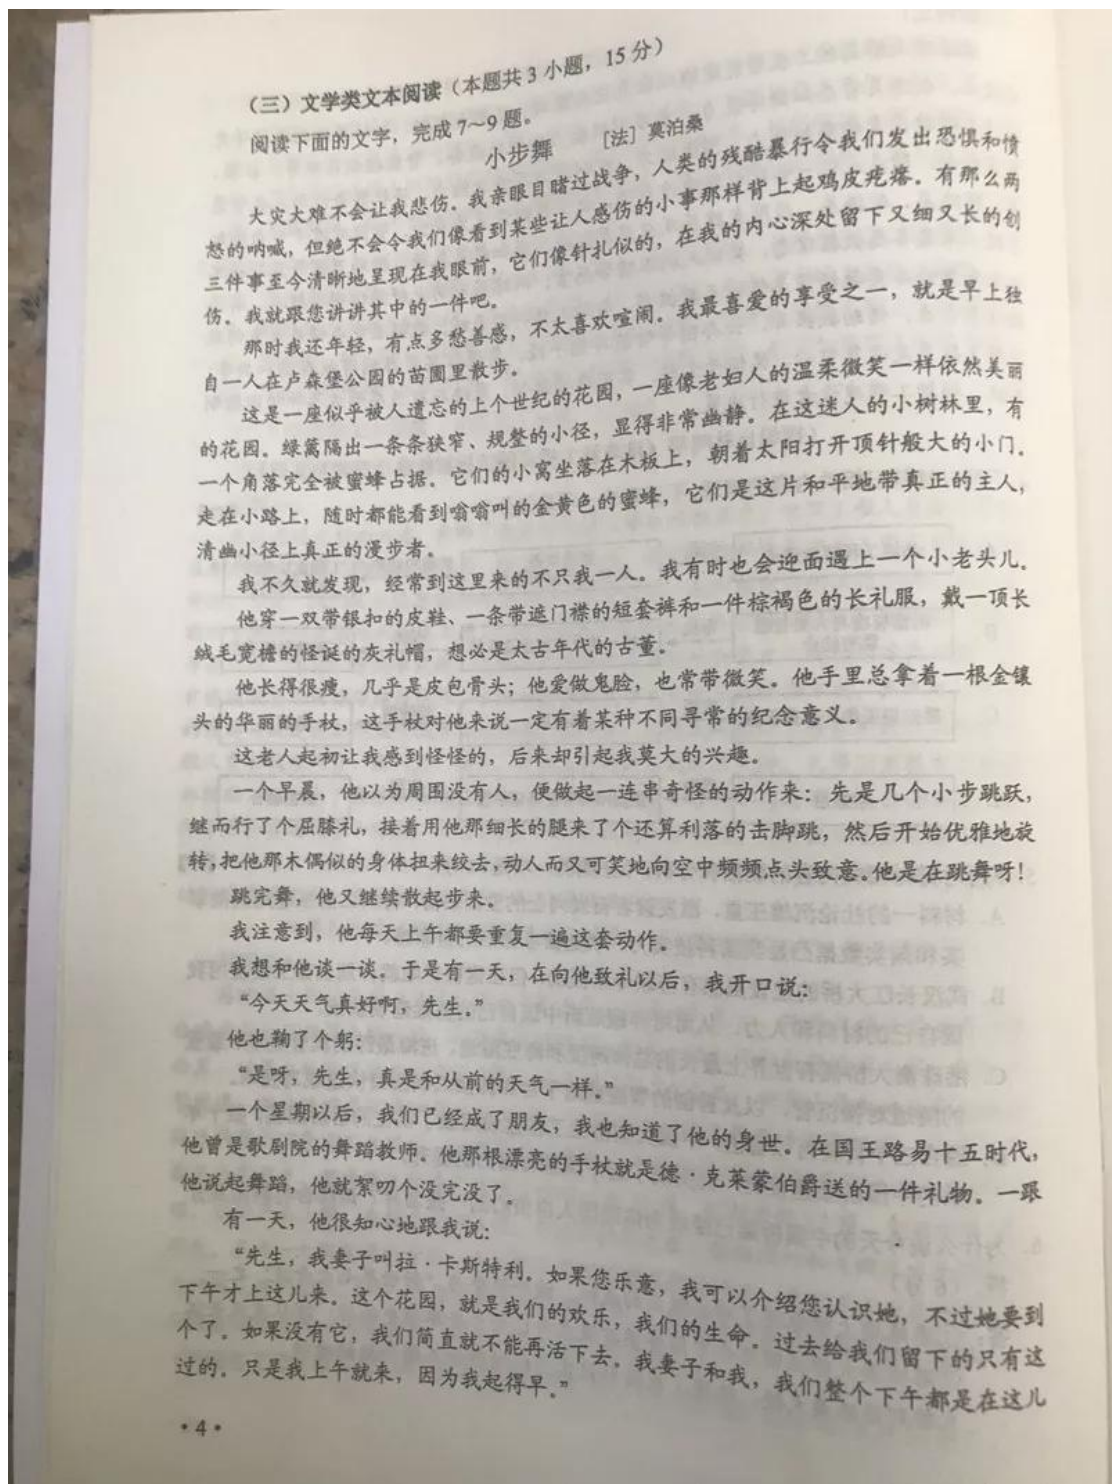 （三）文学类文本阅读（本题共3小题，15分）
阅读下面的文字，完成7～9题。
小步舞 ［法］莫泊桑
大灾大难不会让我悲伤。我亲眼目睹过战争，人类的残酷暴行令我们发出恐惧和愤
怒的呐喊，但绝不会令我们像看到某些让人感伤的小事那样背上起鸡皮疙瘩。有那么两
三件事至今清晰地呈现在我眼前，它们像针扎似的，在我的内心深处留下又细又长的创
伤。我就跟您讲讲其中的一件吧。
那时我还年轻，有点多愁善感，不太喜欢喧闹。我最喜爱的享受之一，就是早上独
自一人在卢森堡公园的苗圃里散步。
这是一座似乎被人遗忘的上个世纪的花园，一座像老妇人的温柔微笑一样依然美丽
的花园。绿篱隔出一条条狭窄、规整的小径，显得非常幽静。在这迷人的小树林里，有
一个角落完全被蜜蜂占据。它们的小窝坐落在木板上，朝着太阳打开顶针般大的小门。
走在小路上，随时都能看到嗡嗡叫的金黄色的蜜蜂，它们是这片和平地带真正的主人，
清幽小径上真正的漫步者。
我不久就发现，经常到这里来的不只我一人。我有时也会迎面遇上一个小老头儿。
他穿一双带银扣的皮鞋、一条带遮门襟的短套裤和一件棕褐色的长礼服，戴一顶长
绒毛宽檐的怪诞的灰礼帽，想必是太古年代的古董。
他长得很瘦，几乎是皮包骨头；他爱做鬼脸，也常带微笑。他手里总拿着一根金镶
头的华丽的手杖，这手杖对他来说一定有着某种不同寻常的纪念意义。
这老人起初让我感到怪怪的，后来却引起我莫大的兴趣。
一个早晨，他以为周围没有人，便做起一连串奇怪的动作来：先是几个小步跳跃，
继而行了个屈膝礼，接着用他那细长的腿来了个还算利落的击脚跳，然后开始优雅地旋
转，把他那木偶似的身体扭来绞去，动人而又可笑地向空中频频点头致意。他是在跳舞呀！
跳完舞，他又继续散起步来。
我注意到，他每天上午都要重复一遍这套动作。
我想和他谈一谈。于是有一天，在向他致礼以后，我开口说：
“今天天气真好啊，先生。”
他也鞠了个躬：
“是呀，先生，真是和从前的天气一样。”
一个星期以后，我们已经成了朋友，我也知道了他的身世。在国王路易十五时代，
他曾是歌剧院的舞蹈教师。他那根漂亮的手杖就是德·克莱蒙伯爵送的一件礼物。一跟
他说起舞蹈，他就絮叨个没完没了。
有一天，他很知心地跟我说：
“先生，我妻子叫拉·卡斯特利。如果您乐意，我可以介绍您认识她，不过她要到
下午才上这儿来。这个花园，就是我们的欢乐，我们的生命。过去给我们留下的只有这
个了。如果没有它，我们简直就不能再活下去。我妻子和我，我们整个下午都是在这儿
过的。只是我上午就来，因为我起得早。”
·4·